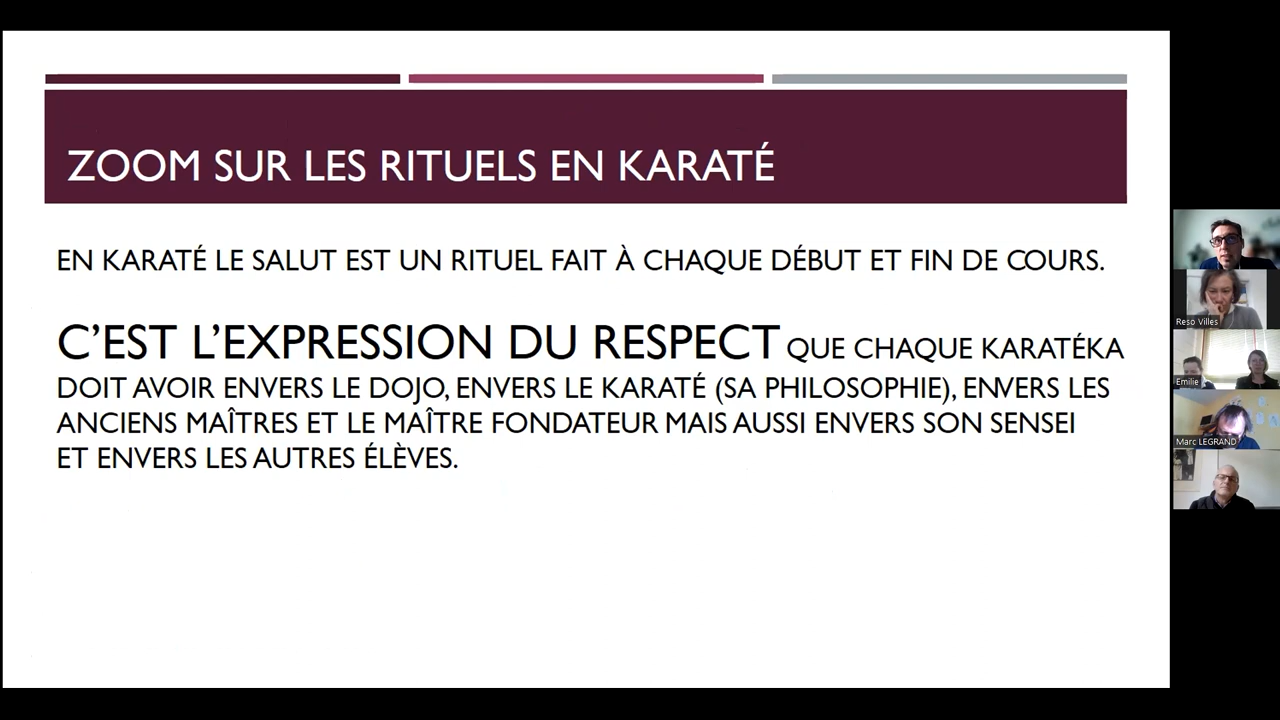 ZOOM SUR LES RITUELS EN KARATÉ
EN KARATÉ LE SALUT EST UN RITUEL FAIT À CHAQUE DÉBUT ET FIN DE COURS.
C’EST L’EXPRESSION DU RESPECT QUE CHAQUE KARATÉKA
DOIT AVOIR ENVERS LE DOJO, ENVERS LE KARATÉ (SA PHILOSOPHIE), ENVERS LES
ANCIENS MAÎTRES ET LE MAÎTRE FONDATEUR MAIS AUSSI ENVERS SON SENSEI
ET ENVERS LES AUTRES ÉLÈVES.
Reso Villes
Emilie
Marc LEGRAND